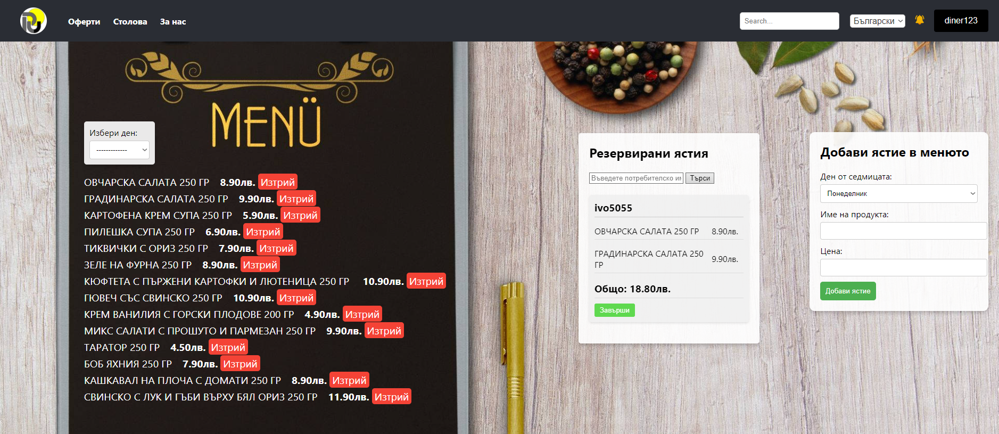 Оферти Столова За нас Search... Български diner123
MENÜ
Избери ден:
-------------
ОВЧАРСКА САЛАТА 250 ГР 8.90лв. Изтрий
ГРАДИНАРСКА САЛАТА 250 ГР 9.90лв. Изтрий
КАРТОФЕНА КРЕМ СУПА 250 ГР 5.90лв. Изтрий
ПИЛЕШКА СУПА 250 ГР 6.90лв. Изтрий
ТИКВИЧКИ С ОРИЗ 250 ГР 7.90лв. Изтрий
ЗЕЛЕ НА ФУРНА 250 ГР 8.90лв. Изтрий
КЮФТЕТА С ПЪРЖЕНИ КАРТОФКИ И ЛЮТЕНИЦА 250 ГР 10.90лв. Изтрий
ГЮВЕЧ СЪС СВИНСКО 250 ГР 10.90лв. Изтрий
КРЕМ ВАНИЛИЯ С ГОРСКИ ПЛОДОВЕ 200 ГР 4.90лв. Изтрий
МИКС САЛАТИ С ПРОШУТО И ПАРМЕЗАН 250 ГР 9.90лв. Изтрий
ТАРАТОР 250 ГР 4.50лв. Изтрий
БОБ ЯХНИЯ 250 ГР 7.90лв. Изтрий
КАШКАВАЛ НА ПЛОЧА С ДОМАТИ 250 ГР 8.90лв. Изтрий
СВИНСКО С ЛУК И ГЪБИ ВЪРХУ БЯЛ ОРИЗ 250 ГР 11.90лв. Изтрий
Резервирани ястия
Въведете потребителско Търси
ivo5055
ОВЧАРСКА САЛАТА 250 ГР 8.90лв.
ГРАДИНАРСКА САЛАТА 250 9.90лв.
ГР
Общо: 18.80лв.
Завърши
Добави ястие в менюто
Ден от седмицата:
Понеделник
Име на продукта:
Цена:
Добави ястие